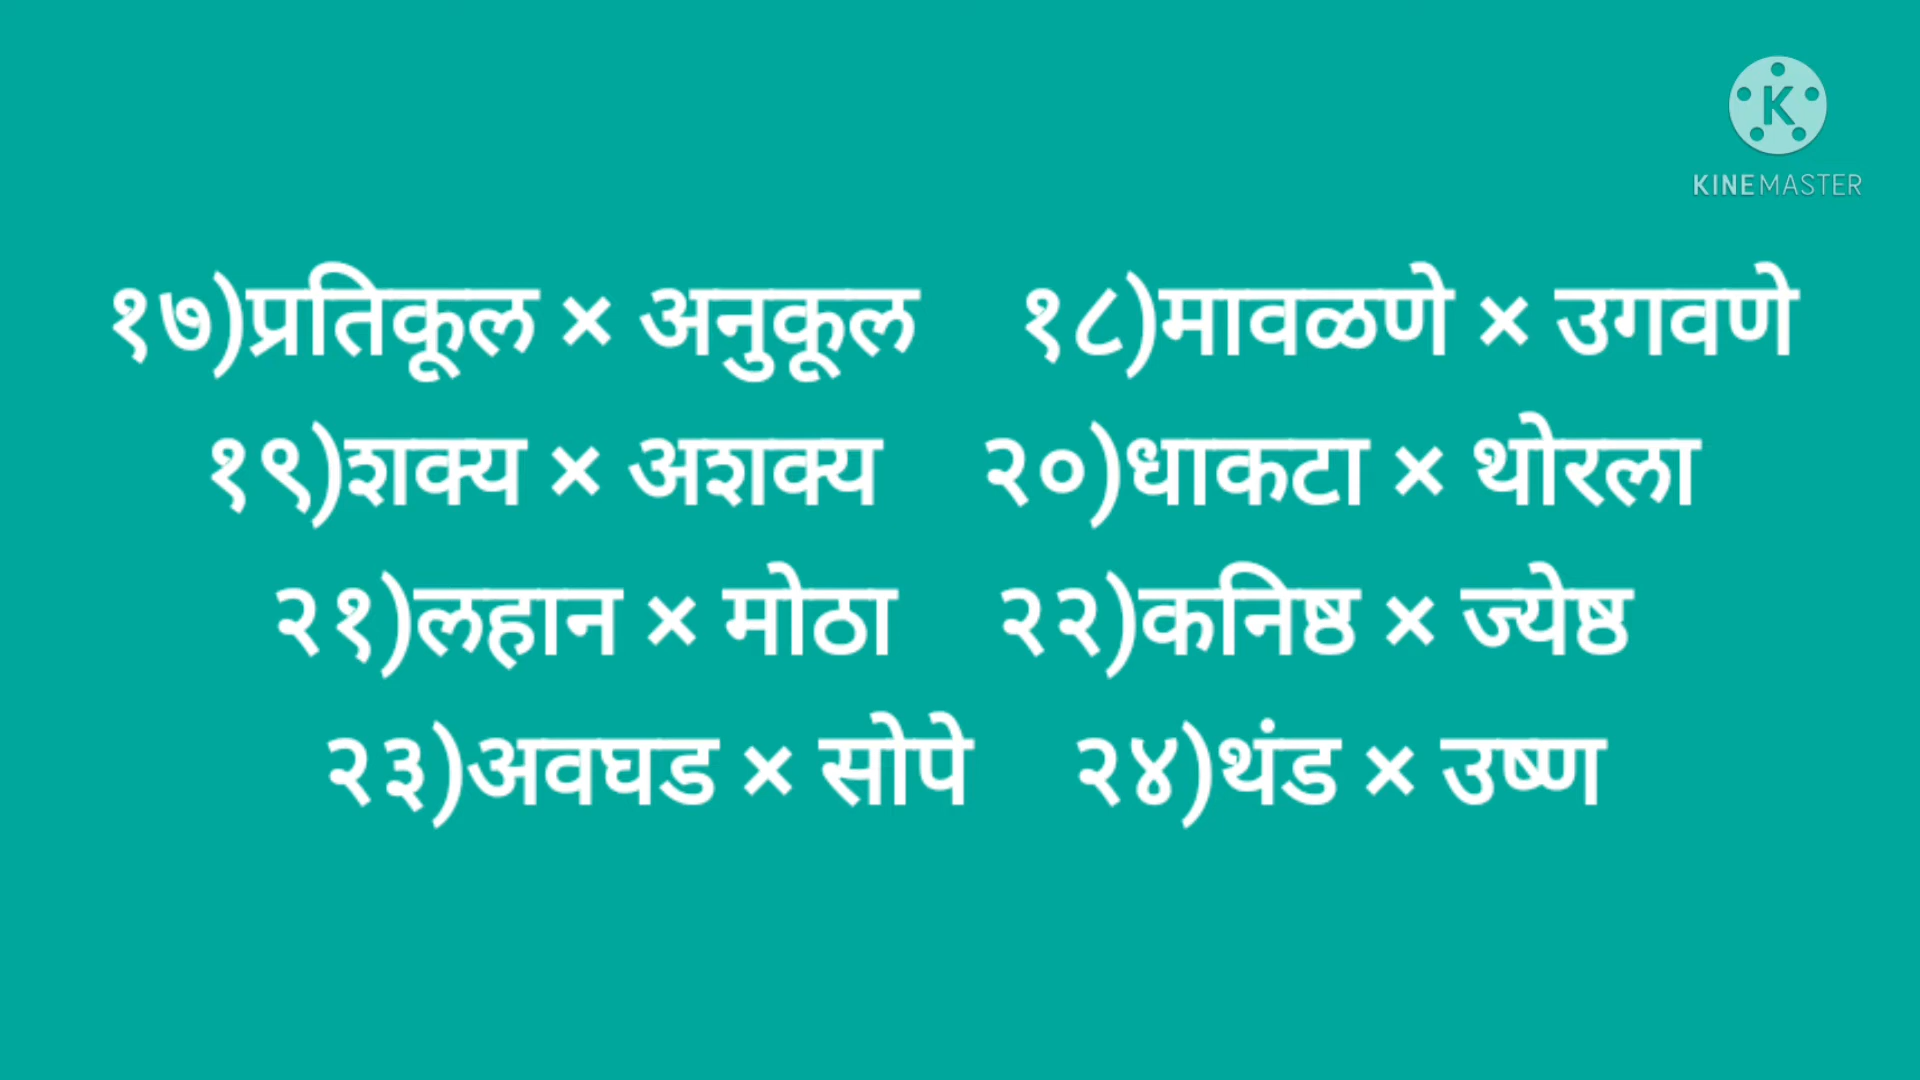 K
KINEMASTER
१७)प्रतिकूल × अनुकूल १८)मावळणे × उगवणे
१९)शक्य × अशक्य २०)धाकटा × थोरला
२१)लहान × मोठा २२)कनिष्ठ × ज्येष्ठ
२३)अवघड × सोपे २४)थंड × उष्ण